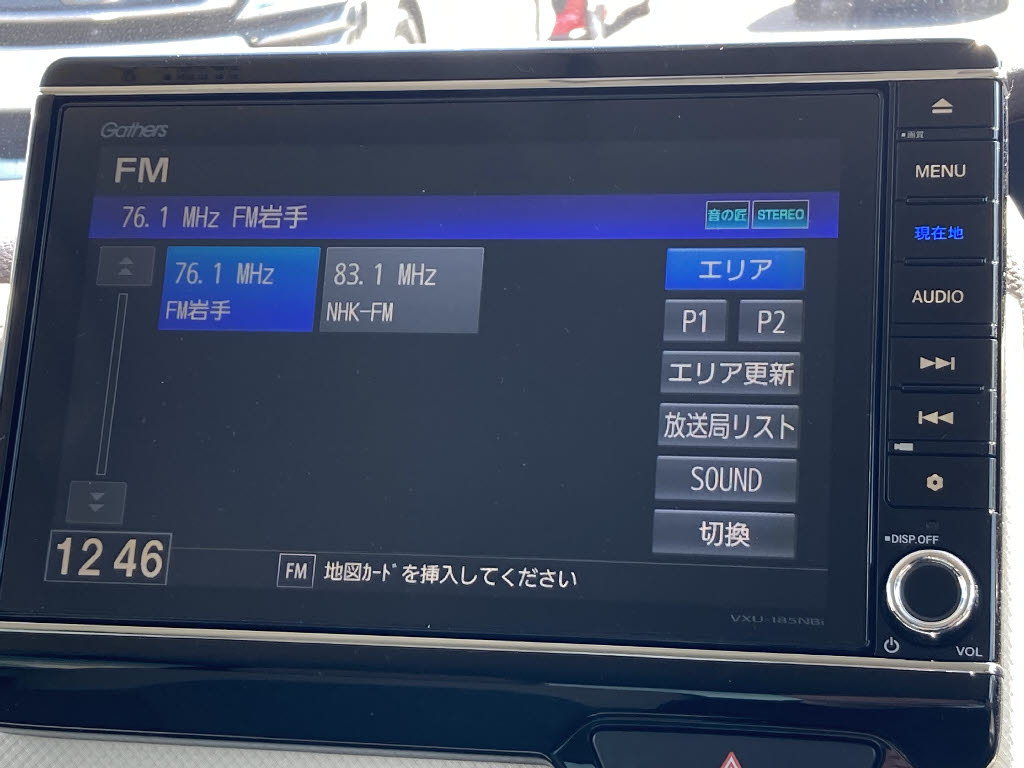 Gathers
FM
76.1 MHz FM岩手
音の匠 STEREO
76.1 MHz
FM岩手
83.1 MHz
NHK-FM
エリア
P1 P2
エリア更新
放送局リスト
SOUND
切換
12 46
FM 地図カードを挿入してください
VXU-185NBi
画質
MENU
現在地
AUDIO
DISP.OFF
VOL